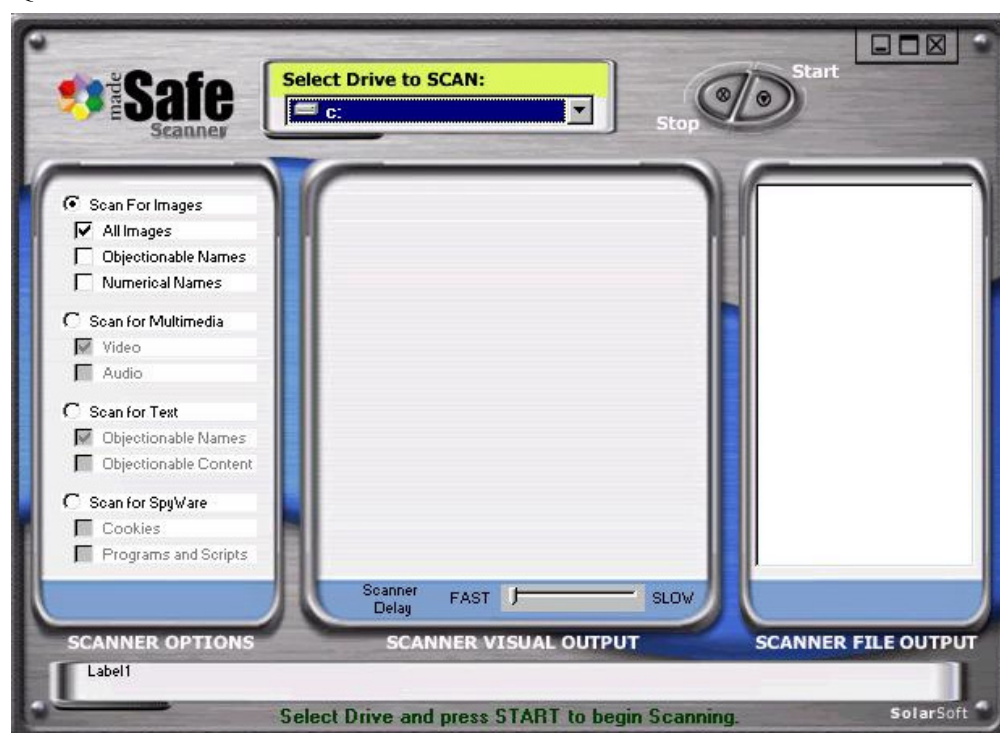 made Safe
Scanner
Select Drive to SCAN:
c:
Start
Stop
Scan For Images
All Images
Objectionable Names
Numerical Names
Scan for Multimedia
Video
Audio
Scan for Text
Objectionable Names
Objectionable Content
Scan for SpyWare
Cookies
Programs and Scripts
Scanner
Delay
FAST
SLOW
SCANNER OPTIONS
SCANNER VISUAL OUTPUT
SCANNER FILE OUTPUT
Label1
Select Drive and press START to begin Scanning.
SolarSoft